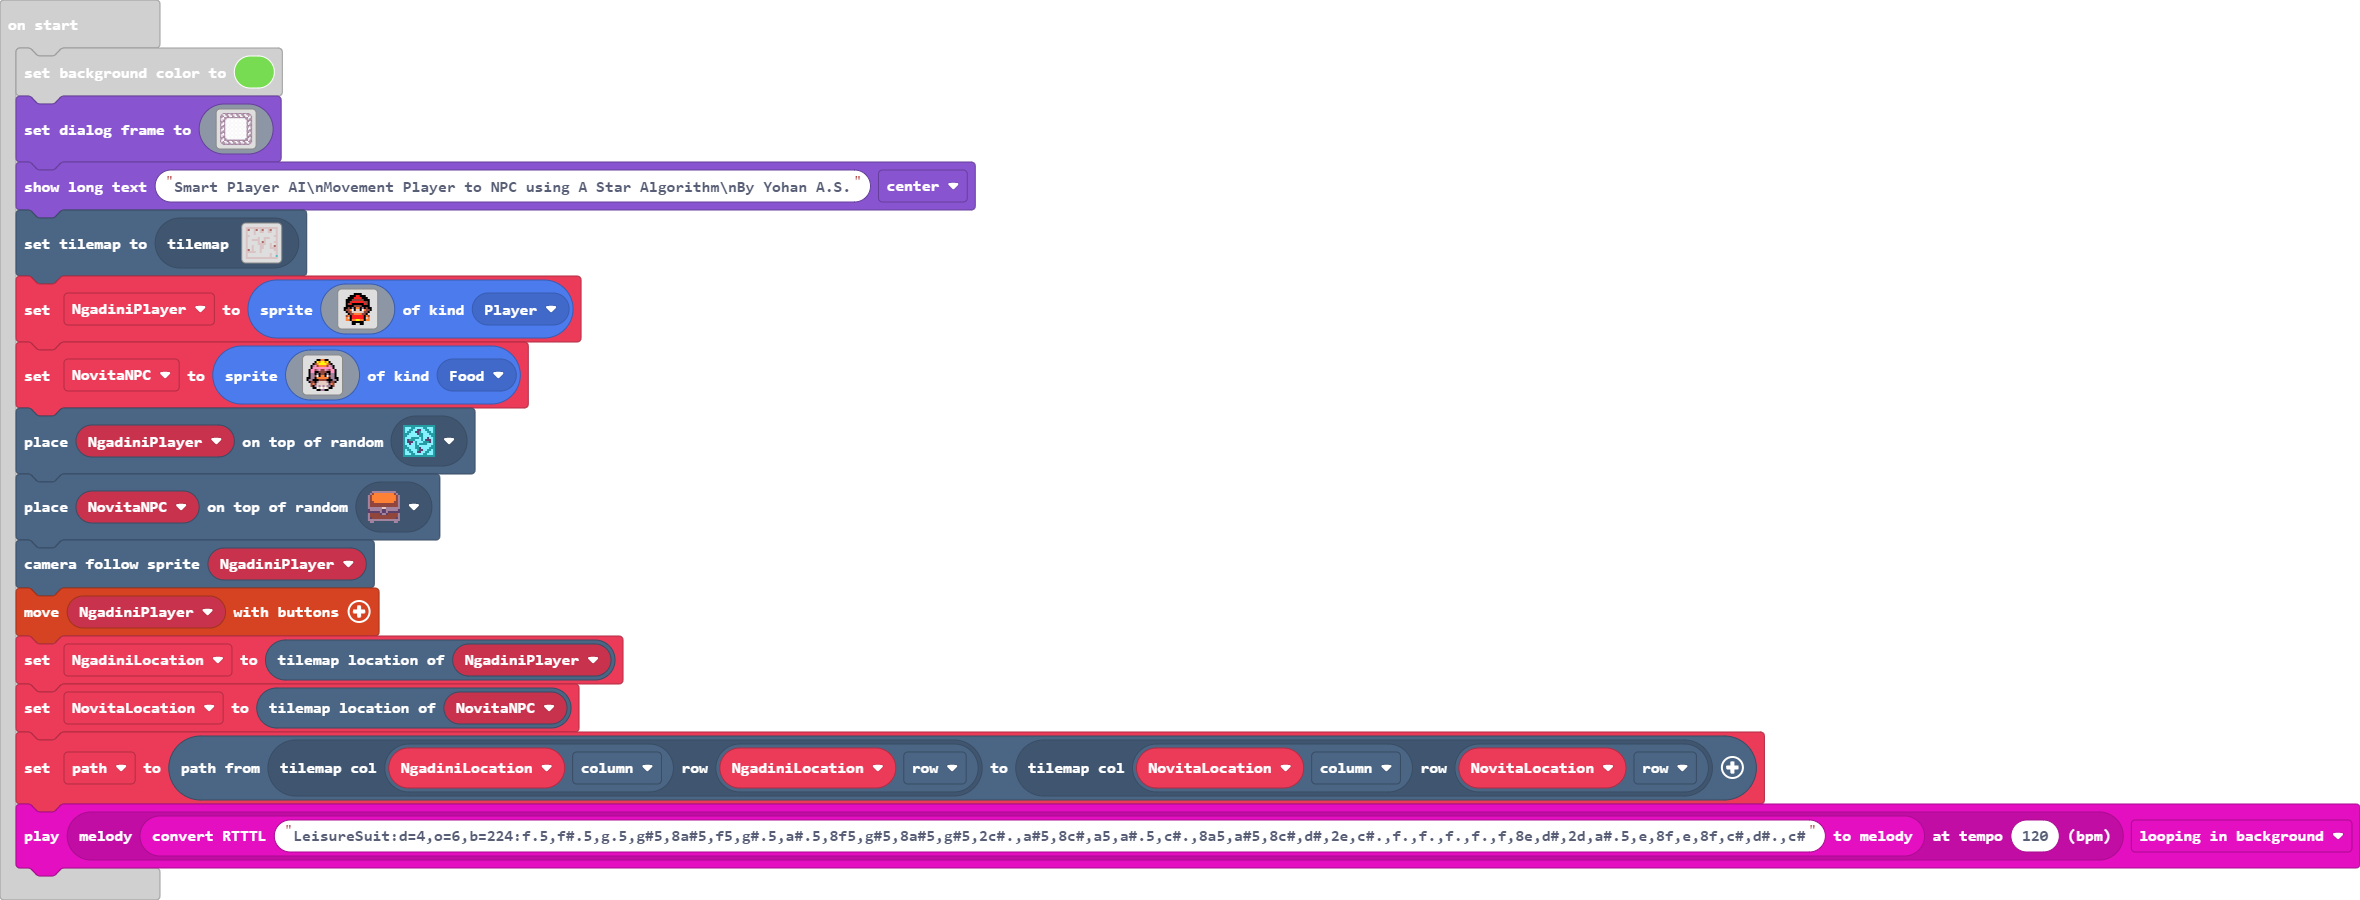 on start
set background color to
set dialog frame to
show long text "Smart Player AI\nMovement Player to NPC using A Star Algorithm\nBy Yohan A.S." center
set tilemap to tilemap
set NgadiniPlayer to sprite of kind Player
set NovitaNPC to sprite of kind Food
place NgadiniPlayer on top of random
place NovitaNPC on top of random
camera follow sprite NgadiniPlayer
move NgadiniPlayer with buttons
set NgadiniLocation to tilemap location of NgadiniPlayer
set NovitaLocation to tilemap location of NovitaNPC
set path to path from tilemap col NgadiniLocation column row NgadiniLocation row to tilemap col NovitaLocation column row NovitaLocation row
play melody convert RTTTL "LeisureSuit:d=4,o=6,b=224:f.5,f#.5,g.5,g#5,8a#5,f5,g#.5,a#.5,8f5,g#5,8a#5,g#5,2c#.,a#5,8c#,a5,a#.5,c#.,8a5,a#5,8c#,d#,2e,c#.,f.,f.,f.,f.,f,8e,d#,2d,a#.5,e,8f,e,8f,c#,d#.,c#" to melody at tempo 120 (bpm) looping in background